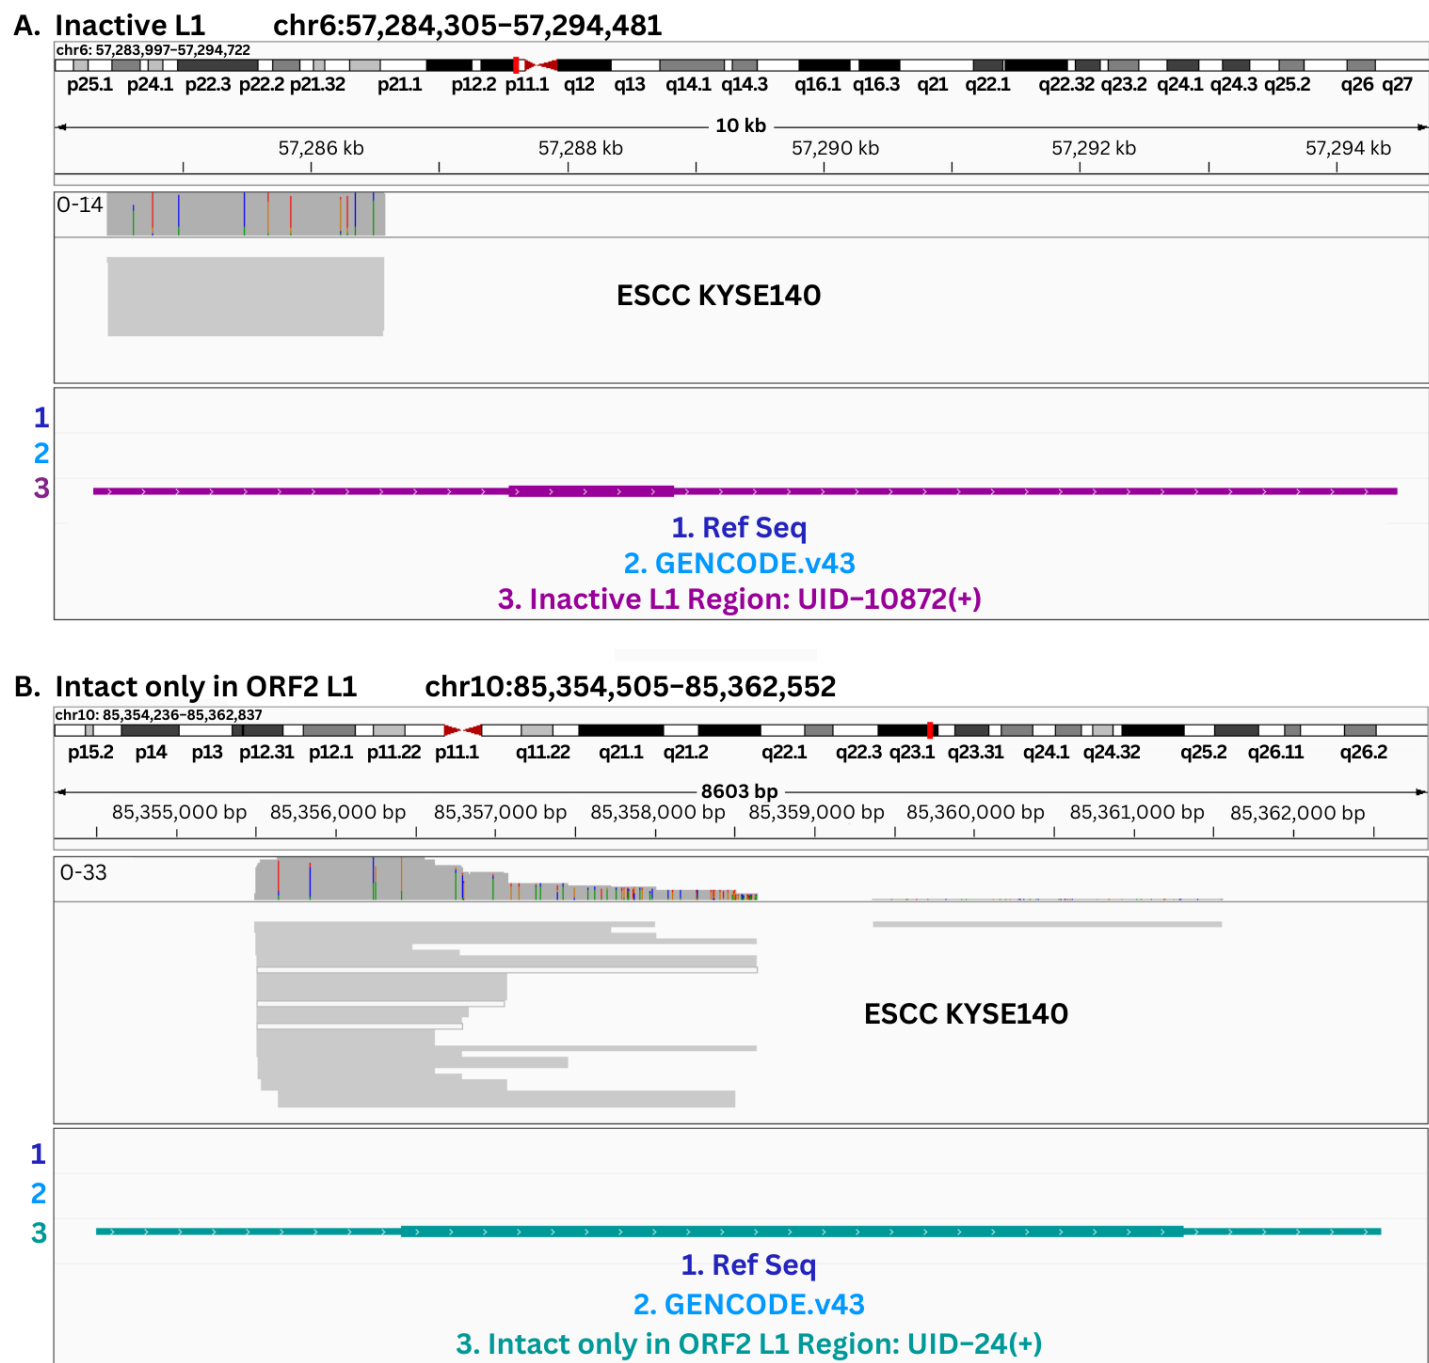 A. Inactive L1 chr6:57,284,305-57,294,481
chr6: 57,283,997-57,294,722
p25.1 p24.1 p22.3 p22.2 p21.32 p21.1 p12.2 p11.1 q12 q13 q14.1 q14.3 q16.1 q16.3 q21 q22.1 q22.32 q23.2 q24.1 q24.3 q25.2 q26 q27
10 kb
57,286 kb 57,288 kb 57,290 kb 57,292 kb 57,294 kb
0-14
ESCC KYSE140
1
2
3
1. Ref Seq
2. GENCODE.v43
3. Inactive L1 Region: UID-10872(+)
B. Intact only in ORF2 L1 chr10:85,354,505-85,362,552
chr10: 85,354,236-85,362,837
p15.2 p14 p13 p12.31 p12.1 p11.22 p11.1 q11.22 q21.1 q21.2 q22.1 q22.3 q23.1 q23.31 q24.1 q24.32 q25.2 q26.11 q26.2
8603 bp
85,355,000 bp 85,356,000 bp 85,357,000 bp 85,358,000 bp 85,359,000 bp 85,360,000 bp 85,361,000 bp 85,362,000 bp
0-33
ESCC KYSE140
1
2
3
1. Ref Seq
2. GENCODE.v43
3. Intact only in ORF2 L1 Region: UID-24(+)